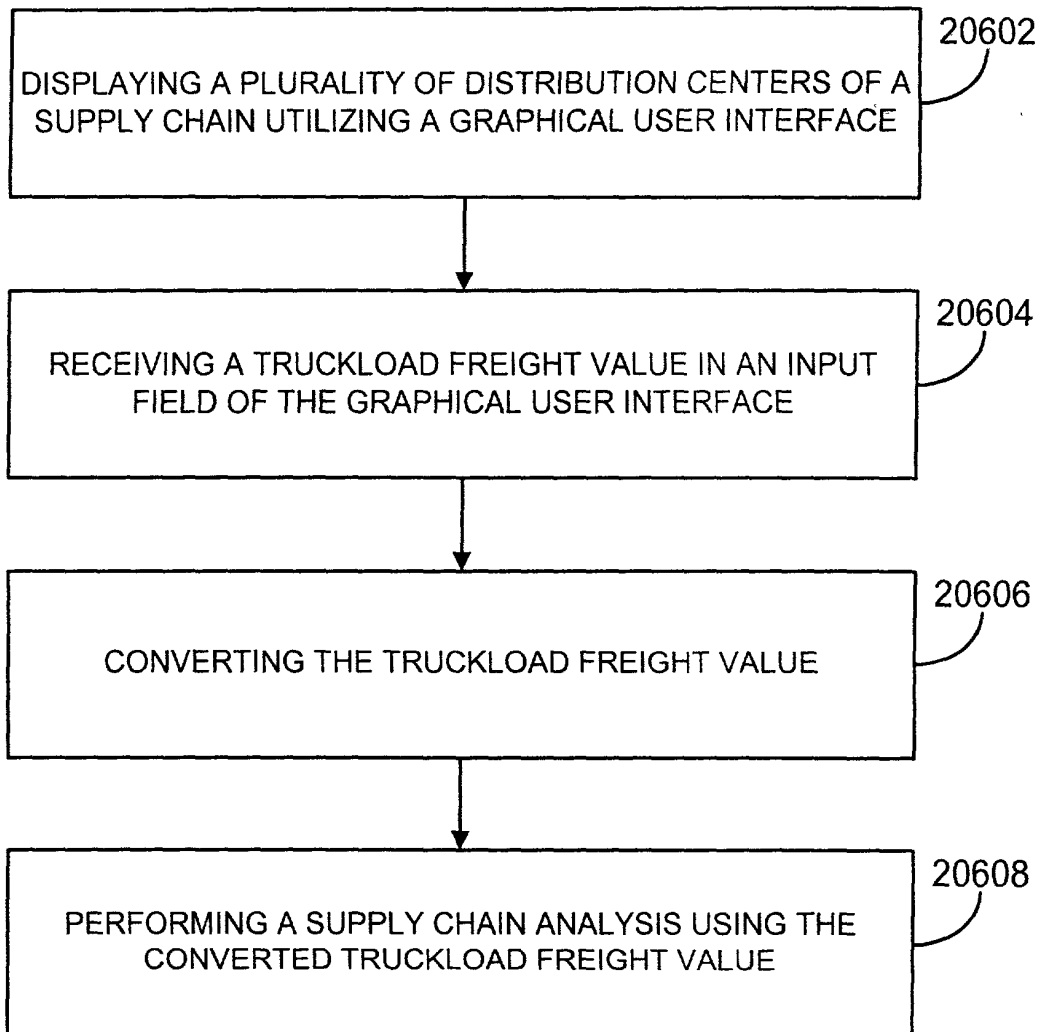 20602
DISPLAYING A PLURALITY OF DISTRIBUTION CENTERS OF A
SUPPLY CHAIN UTILIZING A GRAPHICAL USER INTERFACE
20604
RECEIVING A TRUCKLOAD FREIGHT VALUE IN AN INPUT
FIELD OF THE GRAPHICAL USER INTERFACE
20606
CONVERTING THE TRUCKLOAD FREIGHT VALUE
20608
PERFORMING A SUPPLY CHAIN ANALYSIS USING THE
CONVERTED TRUCKLOAD FREIGHT VALUE